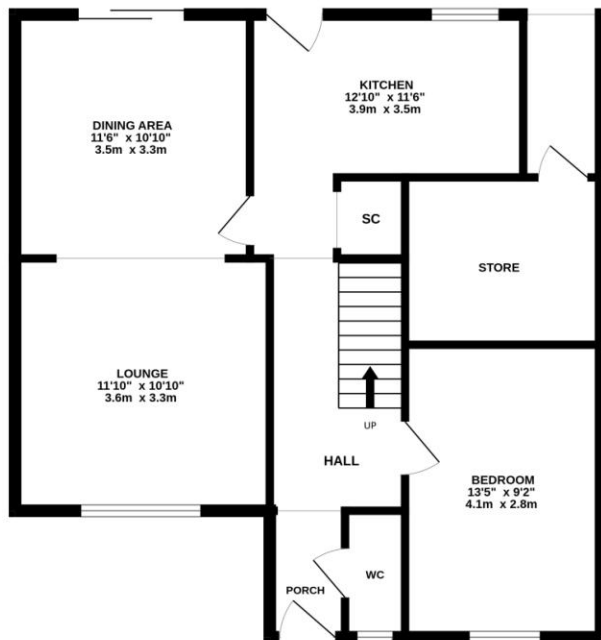 KITCHEN
12'10" x 11'6"
3.9m x 3.5m
DINING AREA
11'6" x 10'10"
3.5m x 3.3m
SC
STORE
LOUNGE
11'10" x 10'10"
3.6m x 3.3m
UP
HALL
BEDROOM
13'5" x 9'2"
4.1m x 2.8m
WC
PORCH